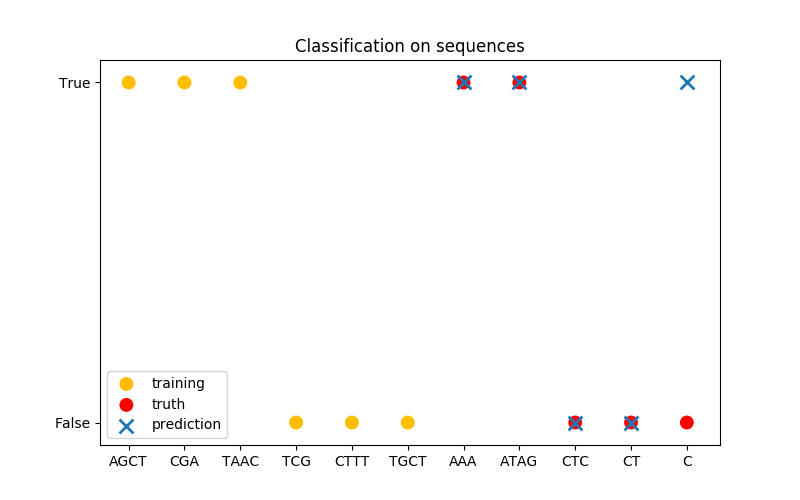 Classification on sequences
True
False
training
truth
prediction
AGCT CGA TAAC TCG CTTT TGCT AAA ATAG CTC CT C